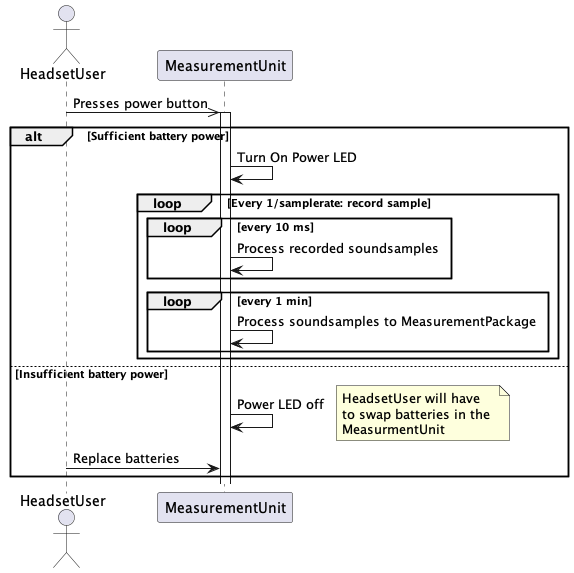 HeadsetUser
MeasurementUnit
Presses power button
alt
[Sufficient battery power]
Turn On Power LED
loop
[Every 1/samplerate: record sample]
loop
[every 10 ms]
Process recorded soundsamples
loop
[every 1 min]
Process soundsamples to MeasurementPackage
[Insufficient battery power]
Power LED off
HeadsetUser will have
to swap batteries in the
MeasurmentUnit
Replace batteries
HeadsetUser
MeasurementUnit